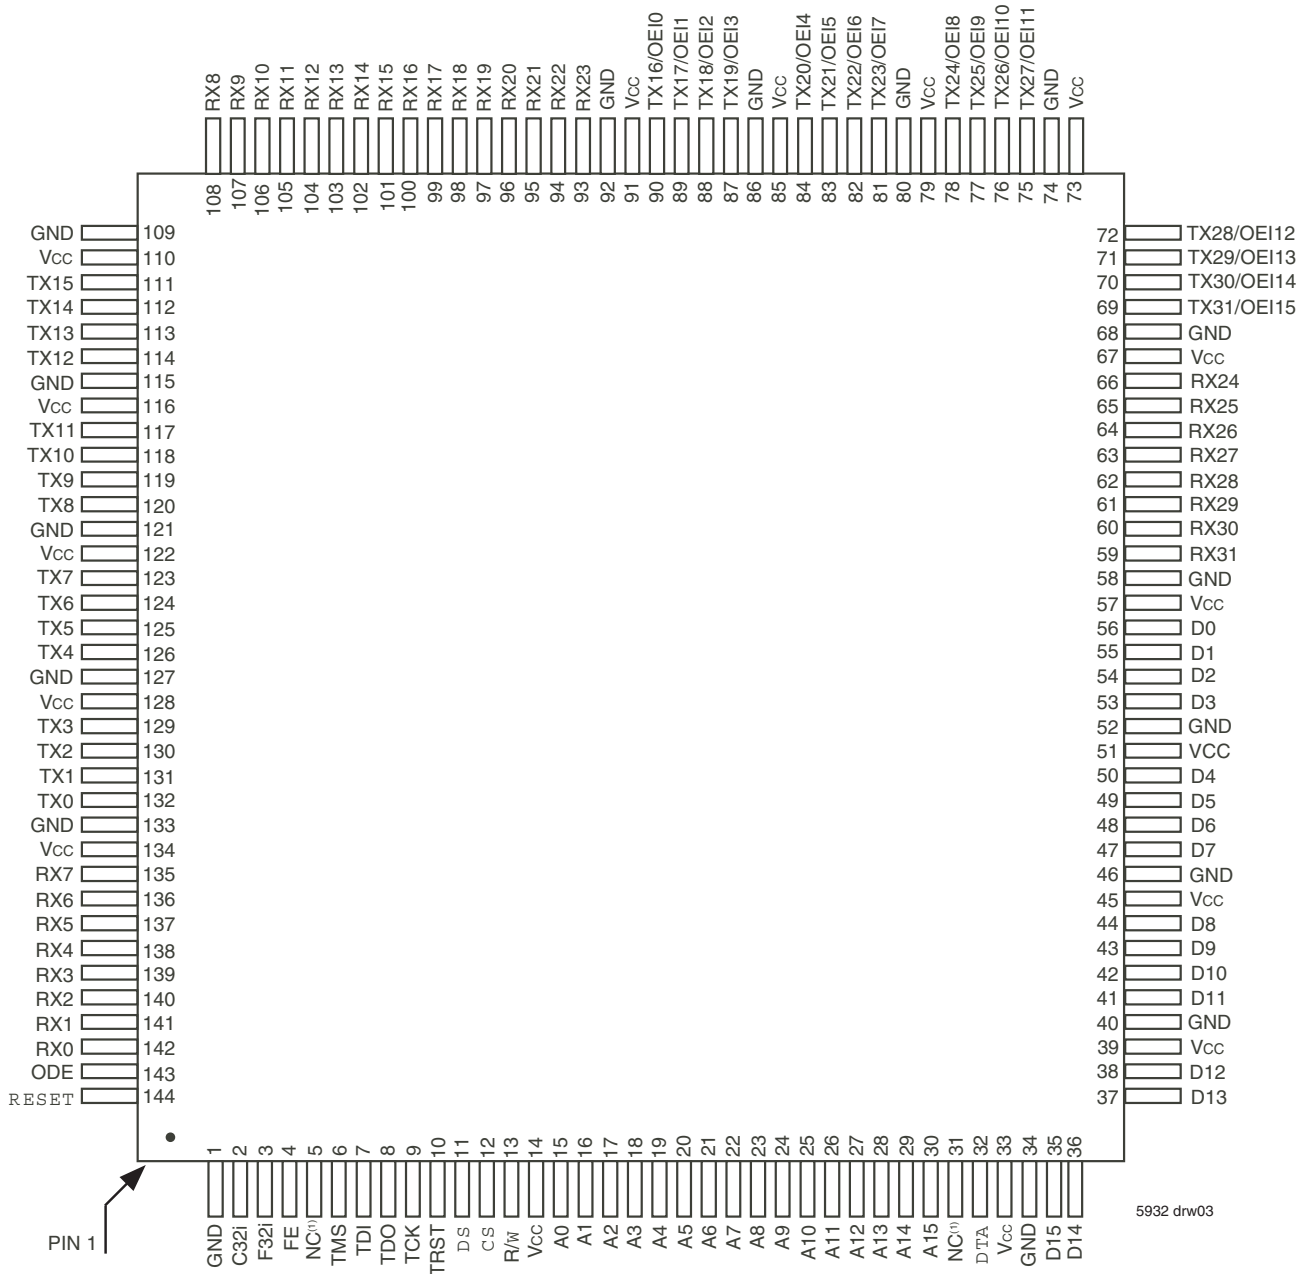 RX8
RX9
RX10
RX11
RX12
RX13
RX14
RX15
RX16
RX17
RX18
RX19
RX20
RX21
RX22
RX23
GND
Vcc
TX16/OEI0
TX17/OEI1
TX18/OEI2
TX19/OEI3
GND
Vcc
TX20/OEI4
TX21/OEI5
TX22/OEI6
TX23/OEI7
GND
Vcc
TX24/OEI8
TX25/OEI9
TX26/OEI10
TX27/OEI11
GND
Vcc
108
107
106
105
104
103
102
101
100
99
98
97
96
95
94
93
92
91
90
89
88
87
86
85
84
83
82
81
80
79
78
77
76
75
74
73
GND 109
Vcc 110
TX15 111
TX14 112
TX13 113
TX12 114
GND 115
Vcc 116
TX11 117
TX10 118
TX9 119
TX8 120
GND 121
Vcc 122
TX7 123
TX6 124
TX5 125
TX4 126
GND 127
Vcc 128
TX3 129
TX2 130
TX1 131
TX0 132
GND 133
Vcc 134
RX7 135
RX6 136
RX5 137
RX4 138
RX3 139
RX2 140
RX1 141
RX0 142
ODE 143
RESET 144
72 TX28/OEI12
71 TX29/OEI13
70 TX30/OEI14
69 TX31/OEI15
68 GND
67 Vcc
66 RX24
65 RX25
64 RX26
63 RX27
62 RX28
61 RX29
60 RX30
59 RX31
58 GND
57 Vcc
56 D0
55 D1
54 D2
53 D3
52 GND
51 VCC
50 D4
49 D5
48 D6
47 D7
46 GND
45 Vcc
44 D8
43 D9
42 D10
41 D11
40 GND
39 Vcc
38 D12
37 D13
1
2
3
4
5
6
7
8
9
10
11
12
13
14
15
16
17
18
19
20
21
22
23
24
25
26
27
28
29
30
31
32
33
34
35
36
GND
C32i
F32i
FE
NC(1)
TMS
TDI
TDO
TCK
TRST
DS
CS
R/W
Vcc
A0
A1
A2
A3
A4
A5
A6
A7
A8
A9
A10
A11
A12
A13
A14
A15
NC(1)
DTA
Vcc
GND
D15
D14
PIN 1
5932 drw03